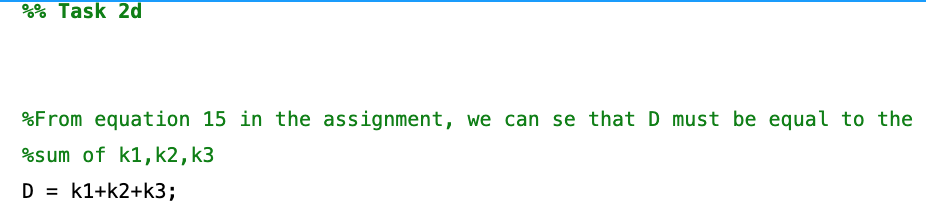 %% Task 2d
%From equation 15 in the assignment, we can se that D must be equal to the
%sum of k1,k2,k3
D = k1+k2+k3;